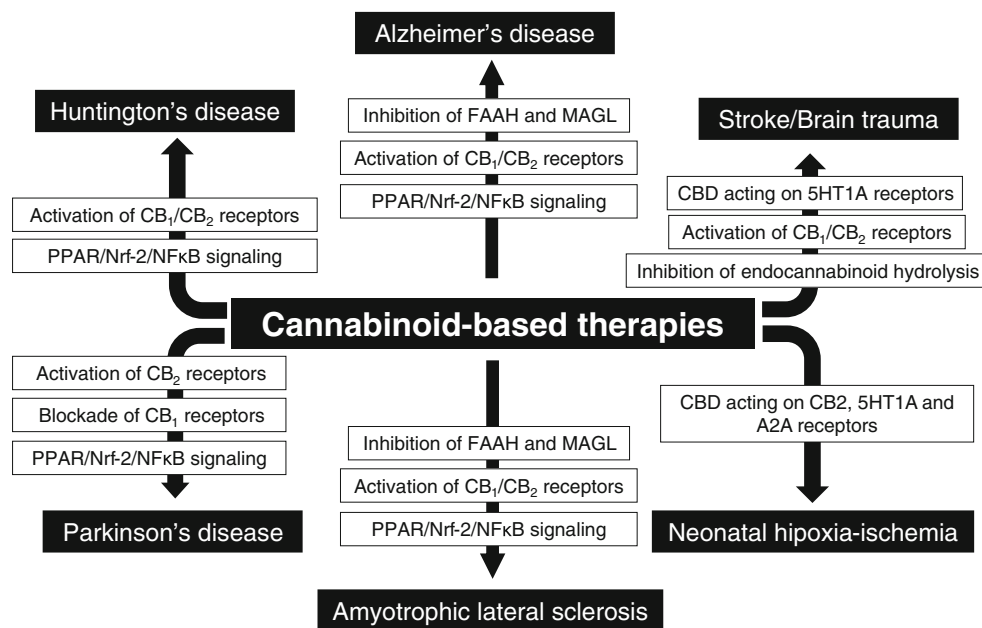 Alzheimer's disease
Inhibition of FAAH and MAGL
Activation of CB₁/CB₂ receptors
PPAR/Nrf-2/NFκB signaling
Huntington's disease
Activation of CB₁/CB₂ receptors
PPAR/Nrf-2/NFκB signaling
Stroke/Brain trauma
CBD acting on 5HT1A receptors
Activation of CB₁/CB₂ receptors
Inhibition of endocannabinoid hydrolysis
Cannabinoid-based therapies
Activation of CB₂ receptors
Blockade of CB₁ receptors
PPAR/Nrf-2/NFκB signaling
Parkinson's disease
Inhibition of FAAH and MAGL
Activation of CB₁/CB₂ receptors
PPAR/Nrf-2/NFκB signaling
Amyotrophic lateral sclerosis
CBD acting on CB2, 5HT1A and
A2A receptors
Neonatal hipoxia-ischemia